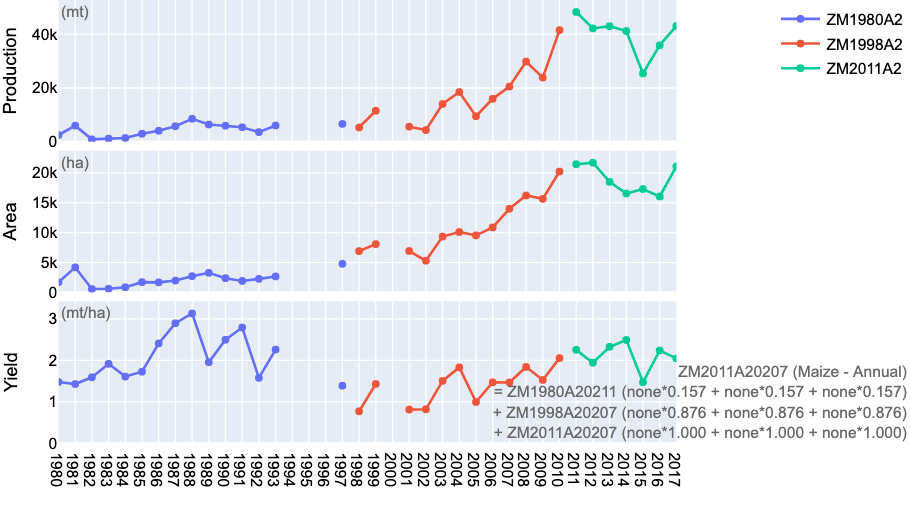 (mt)
Production
40k
20k
0
ZM1980A2
ZM1998A2
ZM2011A2
(ha)
Area
20k
15k
10k
5k
0
(mt/ha)
Yield
3
2
1
0
ZM2011A20207 (Maize - Annual)
= ZM1980A20211 (none*0.157 + none*0.157 + none*0.157)
+ ZM1998A20207 (none*0.876 + none*0.876 + none*0.876)
+ ZM2011A20207 (none*1.000 + none*1.000 + none*1.000)
1980
1981
1982
1983
1984
1985
1986
1987
1988
1989
1990
1991
1992
1993
1994
1995
1996
1997
1998
1999
2000
2001
2002
2003
2004
2005
2006
2007
2008
2009
2010
2011
2012
2013
2014
2015
2016
2017